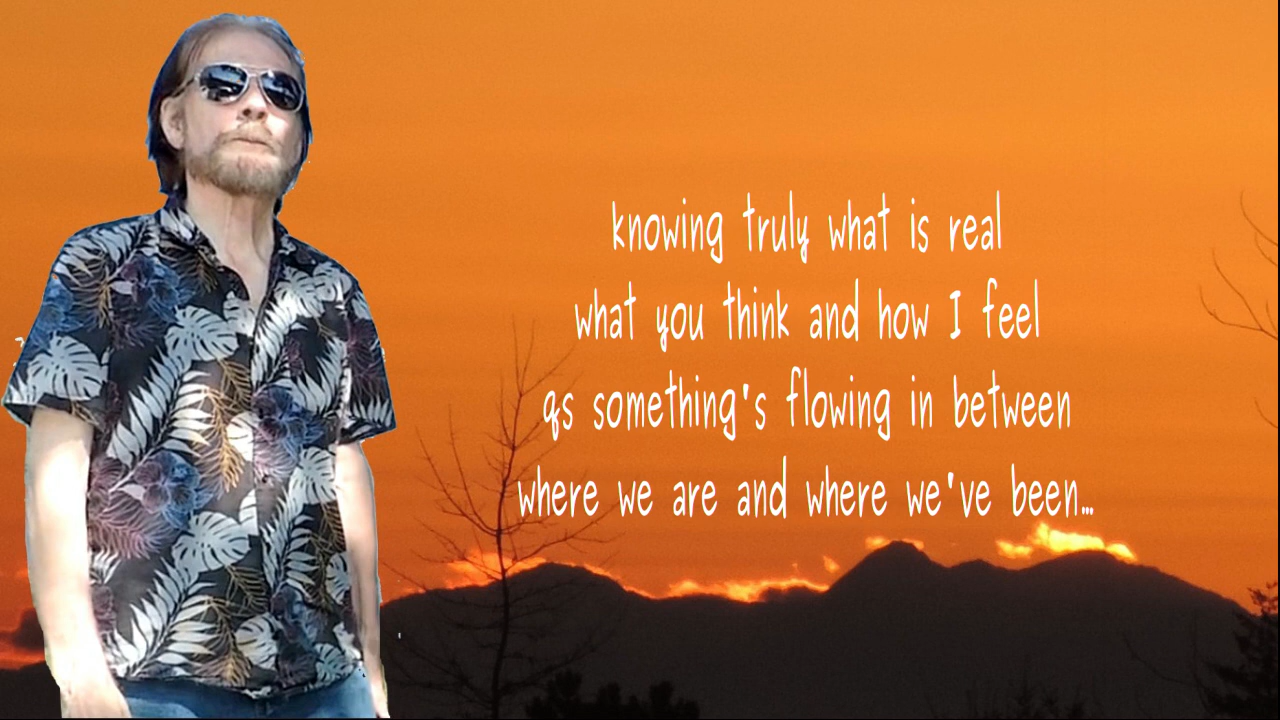 knowing truly what is real
what you think and how I feel
qs something's flowing in between
where we are and where we've been...